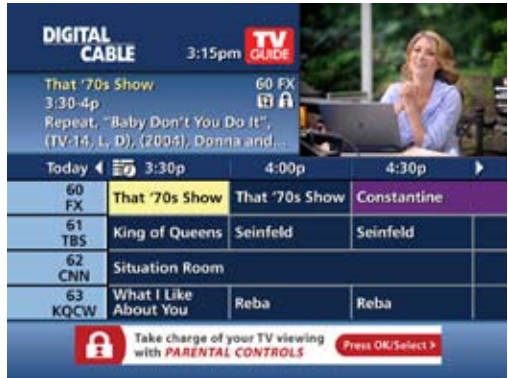 DIGITAL
CABLE
3:15pm
TV
GUIDE
That '70s Show 60 FX
3:30-4p
Repeat, "Baby Don't You
Do It",
(TV-14, L, D), (2004), Donna
and...
Today 3:30p 4:00p 4:30p
60
FX
That '70s Show That '70s Show Constantine
61
TBS
King of Queens Seinfeld Seinfeld
62
CNN
Situation Room
63
KQCW
What I Like
About You
Reba Reba
Take charge of your TV viewing
with PARENTAL CONTROLS
Press OK/Select >